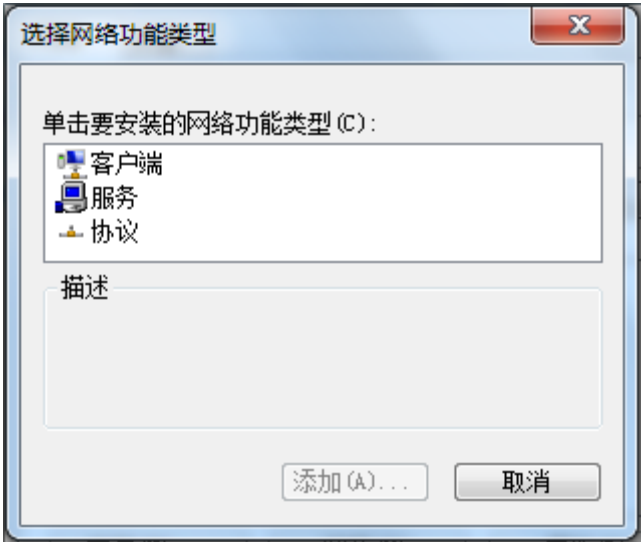 选择网络功能类型
单击要安装的网络功能类型(C):
客户端
服务
协议
描述
添加(A)...
取消